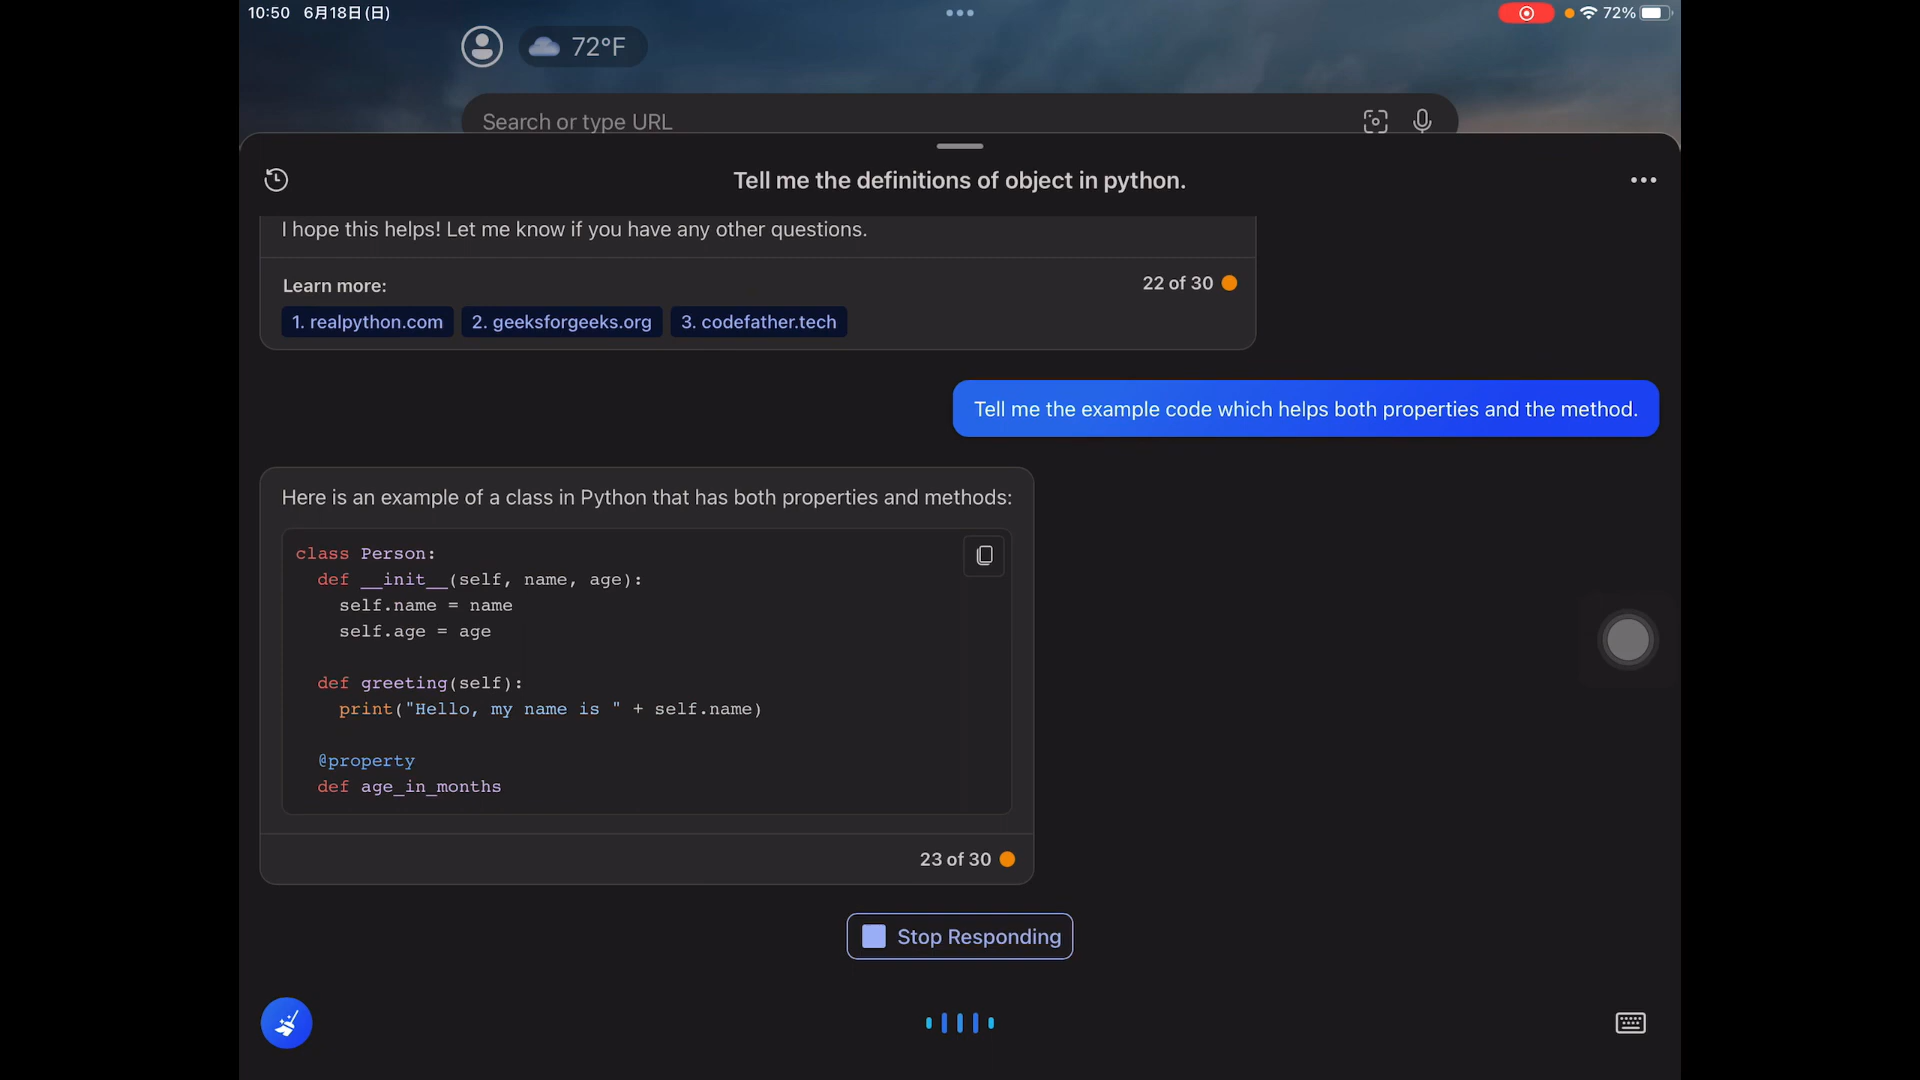 10:50 6月18日(日)
72%
72°F
Search or type URL
Tell me the definitions of object in python.
I hope this helps! Let me know if you have any other questions.
Learn more:
22 of 30
1. realpython.com 2. geeksforgeeks.org 3. codefather.tech
Tell me the example code which helps both properties and the method.
Here is an example of a class in Python that has both properties and methods:
class Person:
  def __init__(self, name, age):
    self.name = name
    self.age = age
  def greeting(self):
    print("Hello, my name is " + self.name)
  @property
  def age_in_months
23 of 30
Stop Responding